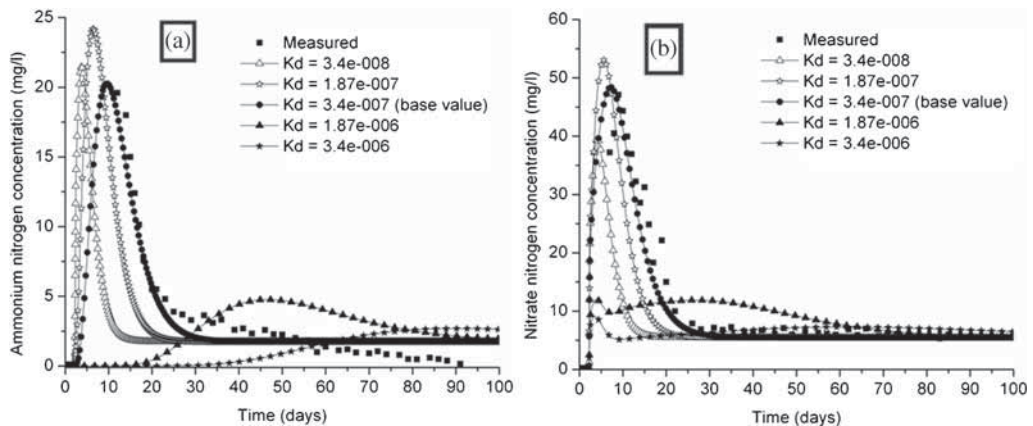 (a)
Measured
Kd = 3.4e-008
Kd = 1.87e-007
Kd = 3.4e-007 (base value)
Kd = 1.87e-006
Kd = 3.4e-006
Ammonium nitrogen concentration (mg/l)
25
20
15
10
5
0
0 10 20 30 40 50 60 70 80 90 100
Time (days)
(b)
Measured
Kd = 3.4e-008
Kd = 1.87e-007
Kd = 3.4e-007 (base value)
Kd = 1.87e-006
Kd = 3.4e-006
Nitrate nitrogen concentration (mg/l)
60
50
40
30
20
10
0
0 10 20 30 40 50 60 70 80 90 100
Time (days)